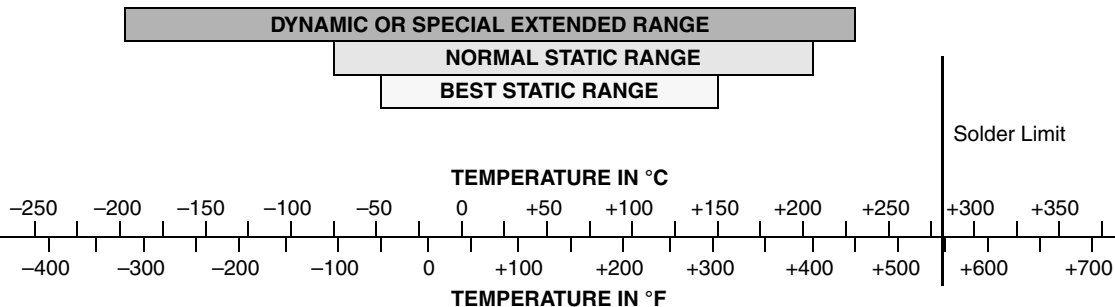 DYNAMIC OR SPECIAL EXTENDED RANGE
NORMAL STATIC RANGE
BEST STATIC RANGE
Solder Limit
TEMPERATURE IN °C
–250 –200 –150 –100 –50 0 +50 +100 +150 +200 +250 +300 +350
–400 –300 –200 –100 0 +100 +200 +300 +400 +500 +600 +700
TEMPERATURE IN °F